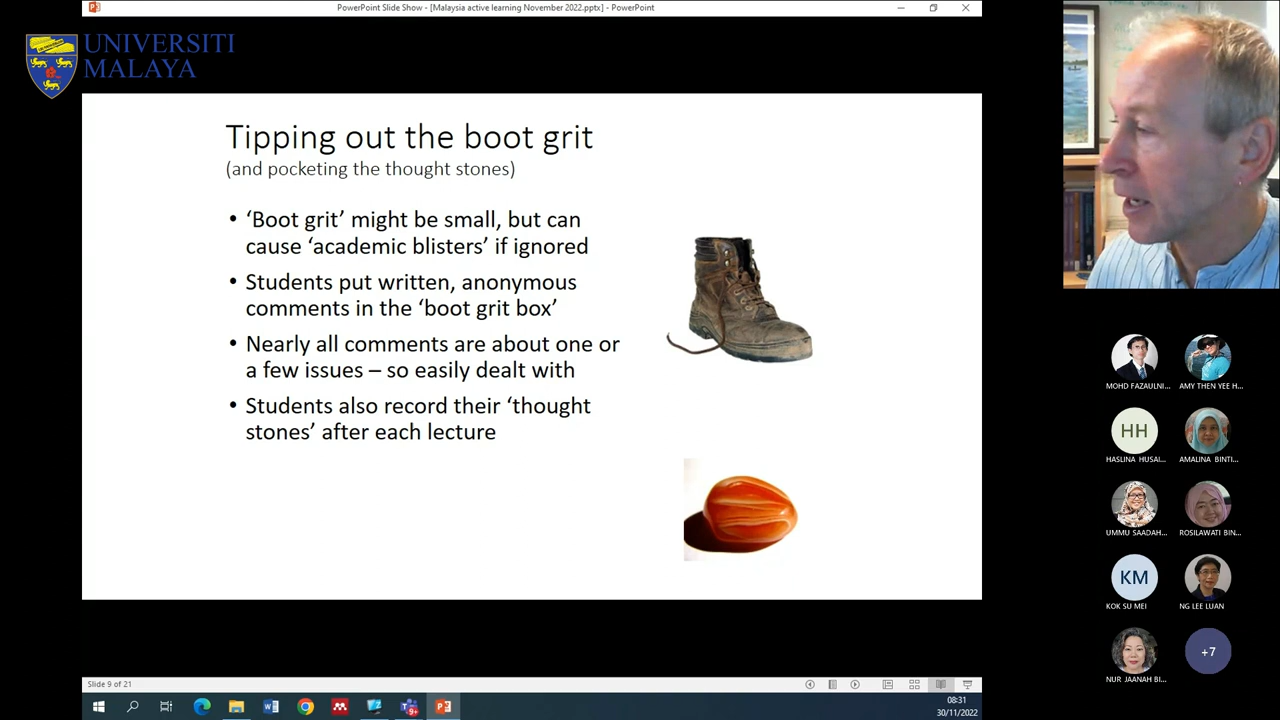 PowerPoint Slide Show - [Malaysia active learning November 2022.pptx] - PowerPoint
UNIVERSITI
MALAYA
Tipping out the boot grit
(and pocketing the thought stones)
• ‘Boot grit’ might be small, but can
cause ‘academic blisters’ if ignored
• Students put written, anonymous
comments in the ‘boot grit box’
• Nearly all comments are about one or
a few issues – so easily dealt with
• Students also record their ‘thought
stones’ after each lecture
MOHD FAZAULNI...
AMY THEN YEE H...
HH
HASLINA HUSAI...
AMALINA BINTI...
UMMU SAADAH...
ROSILAWATI BIN...
KM
KOK SU MEI
NG LEE LUAN
NUR JAANAH BI...
+7
Slide 9 of 21
9+
08:31
30/11/2022